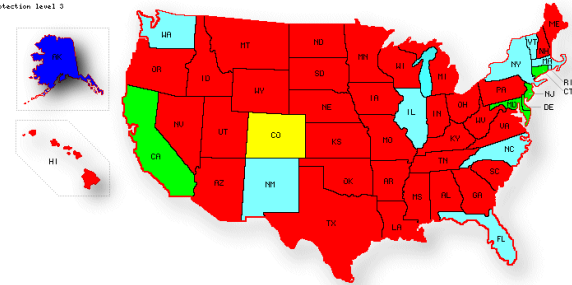 otection level 3
WA
MT
ND
MN
ME
VT
NH
AK
OR
ID
SD
WI
MI
NY
MA
RI
CT
WY
IA
PA
NJ
NE
OH
MD
DE
NV
UT
CO
IL
IN
WV
VA
HI
CA
KS
MO
KY
NC
TN
AZ
NM
OK
AR
SC
MS
AL
GA
TX
LA
FL